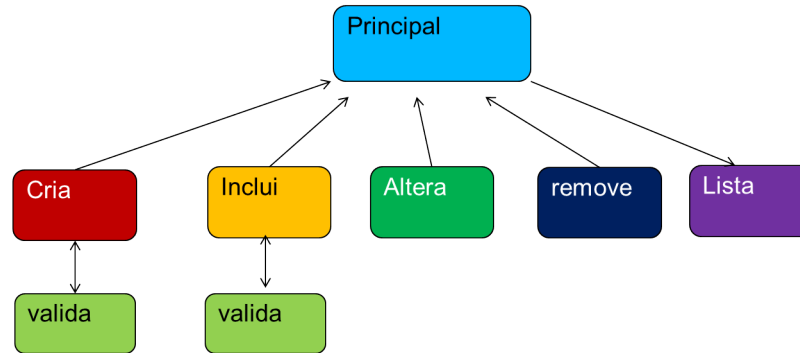 Principal
Cria
Inclui
Altera
remove
Lista
valida
valida